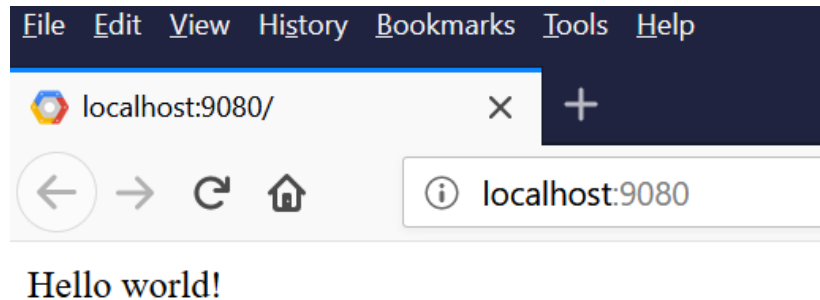 File Edit View History Bookmarks Tools Help
localhost:9080/
localhost:9080
Hello world!